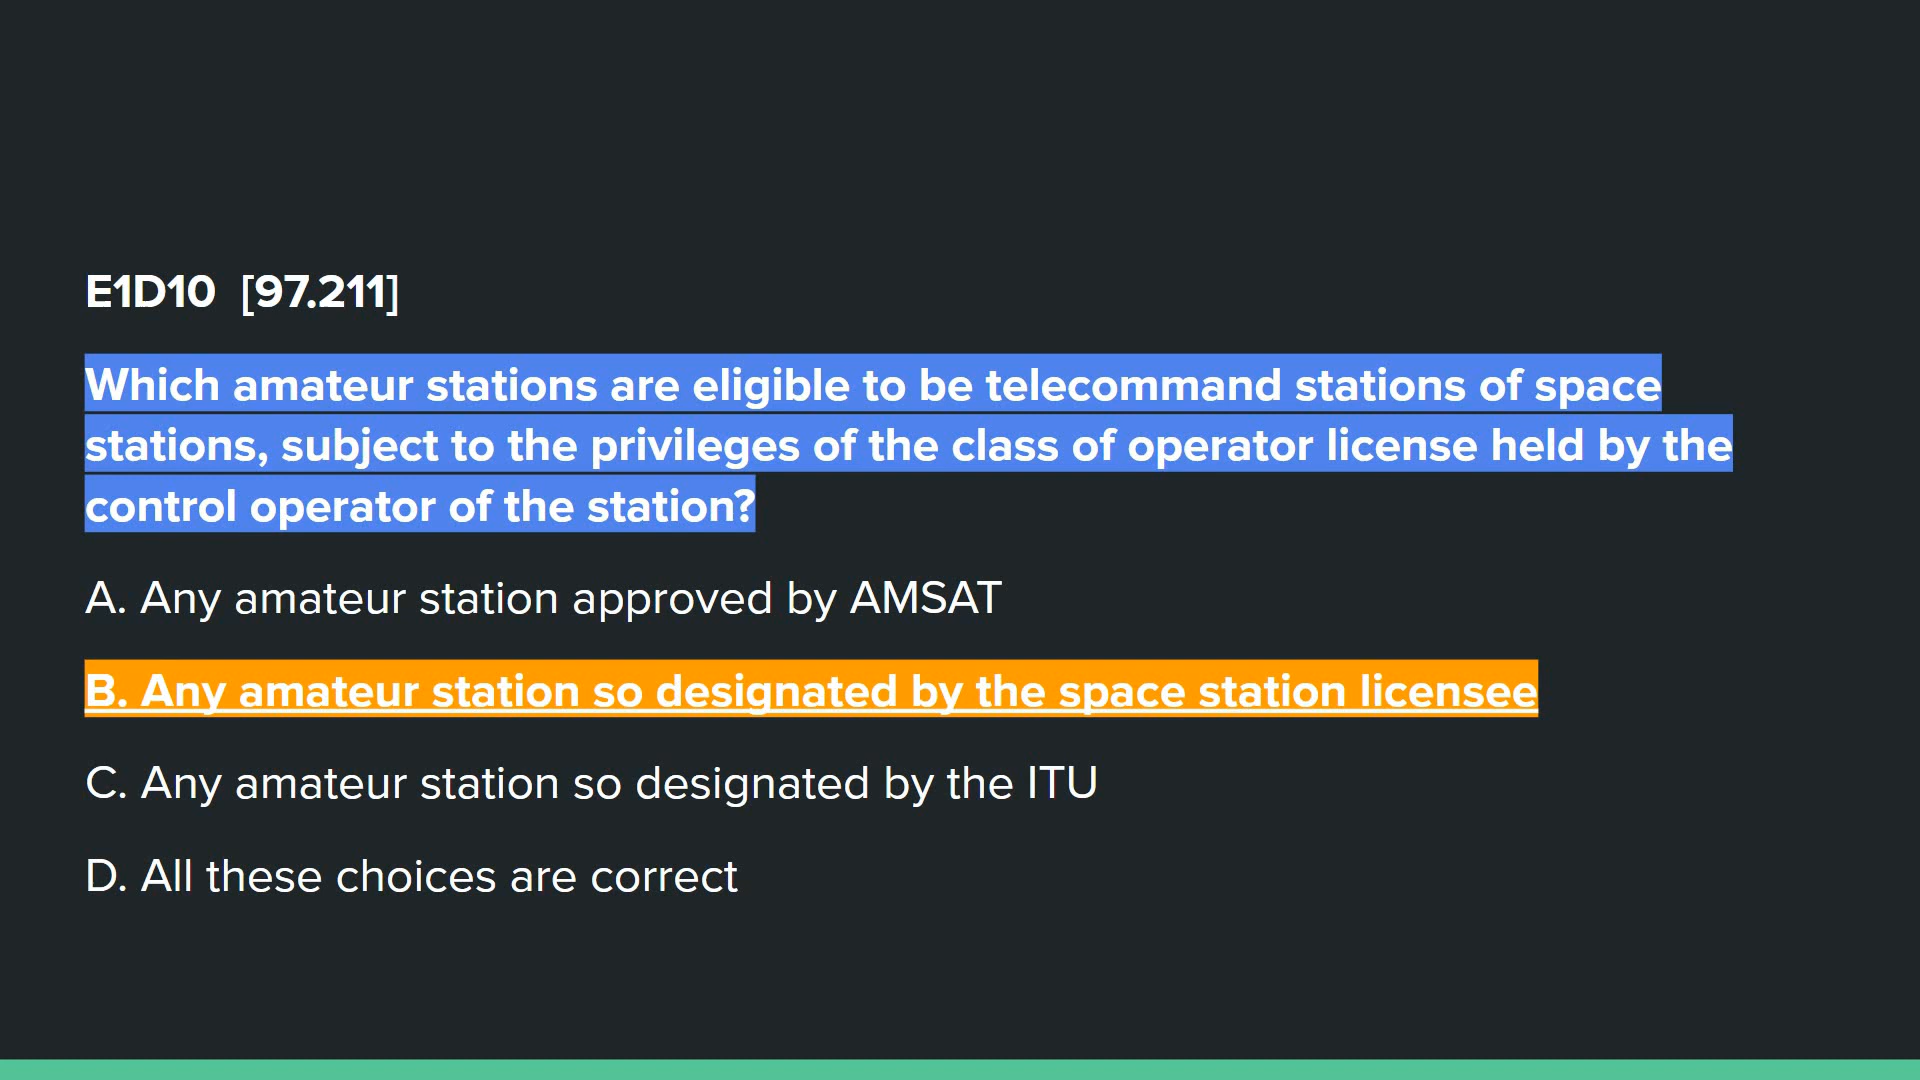 E1D10 [97.211]
Which amateur stations are eligible to be telecommand stations of space
stations, subject to the privileges of the class of operator license held by the
control operator of the station?
A. Any amateur station approved by AMSAT
B. Any amateur station so designated by the space station licensee
C. Any amateur station so designated by the ITU
D. All these choices are correct